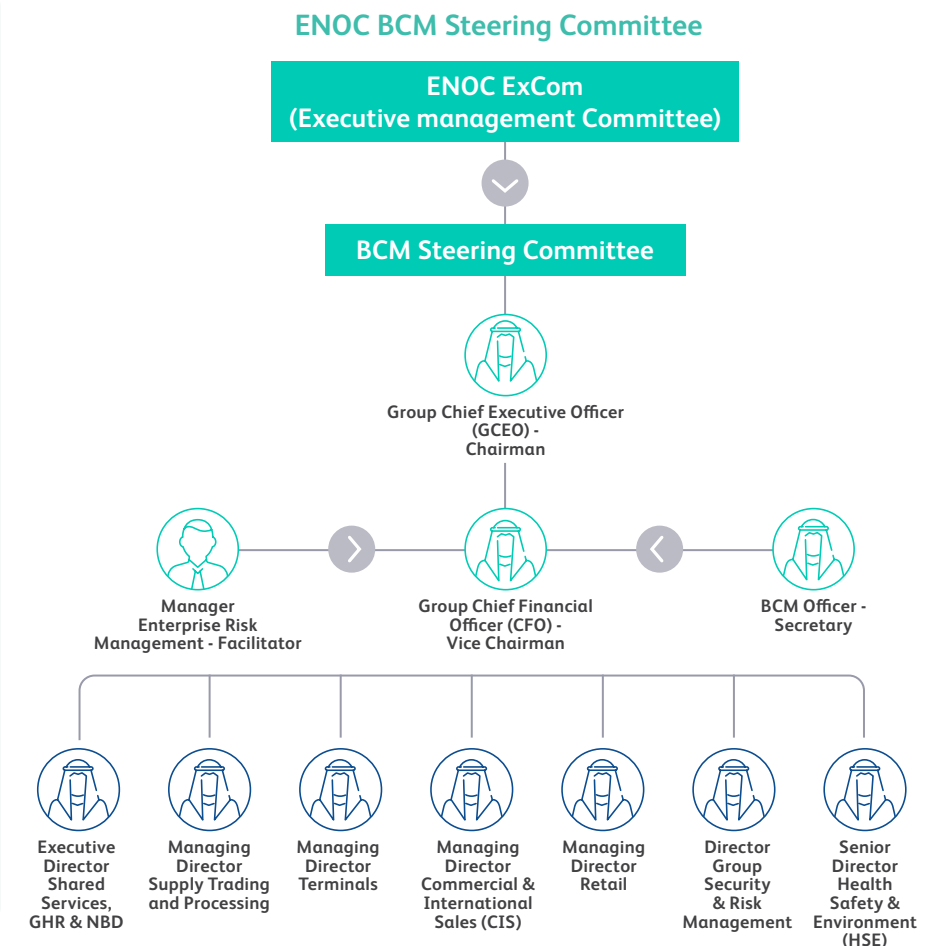 ENOC BCM Steering Committee
ENOC ExCom
(Executive management Committee)
BCM Steering Committee
Group Chief Executive Officer
(GCEO) -
Chairman
Manager
Enterprise Risk
Management - Facilitator
Group Chief Financial
Officer (CFO) -
Vice Chairman
BCM Officer -
Secretary
Executive
Director
Shared
Services,
GHR & NBD
Managing
Director
Supply Trading
and Processing
Managing
Director
Terminals
Managing
Director
Commercial &
International
Sales (CIS)
Managing
Director
Retail
Director
Group
Security
& Risk
Management
Senior
Director
Health
Safety &
Environment
(HSE)